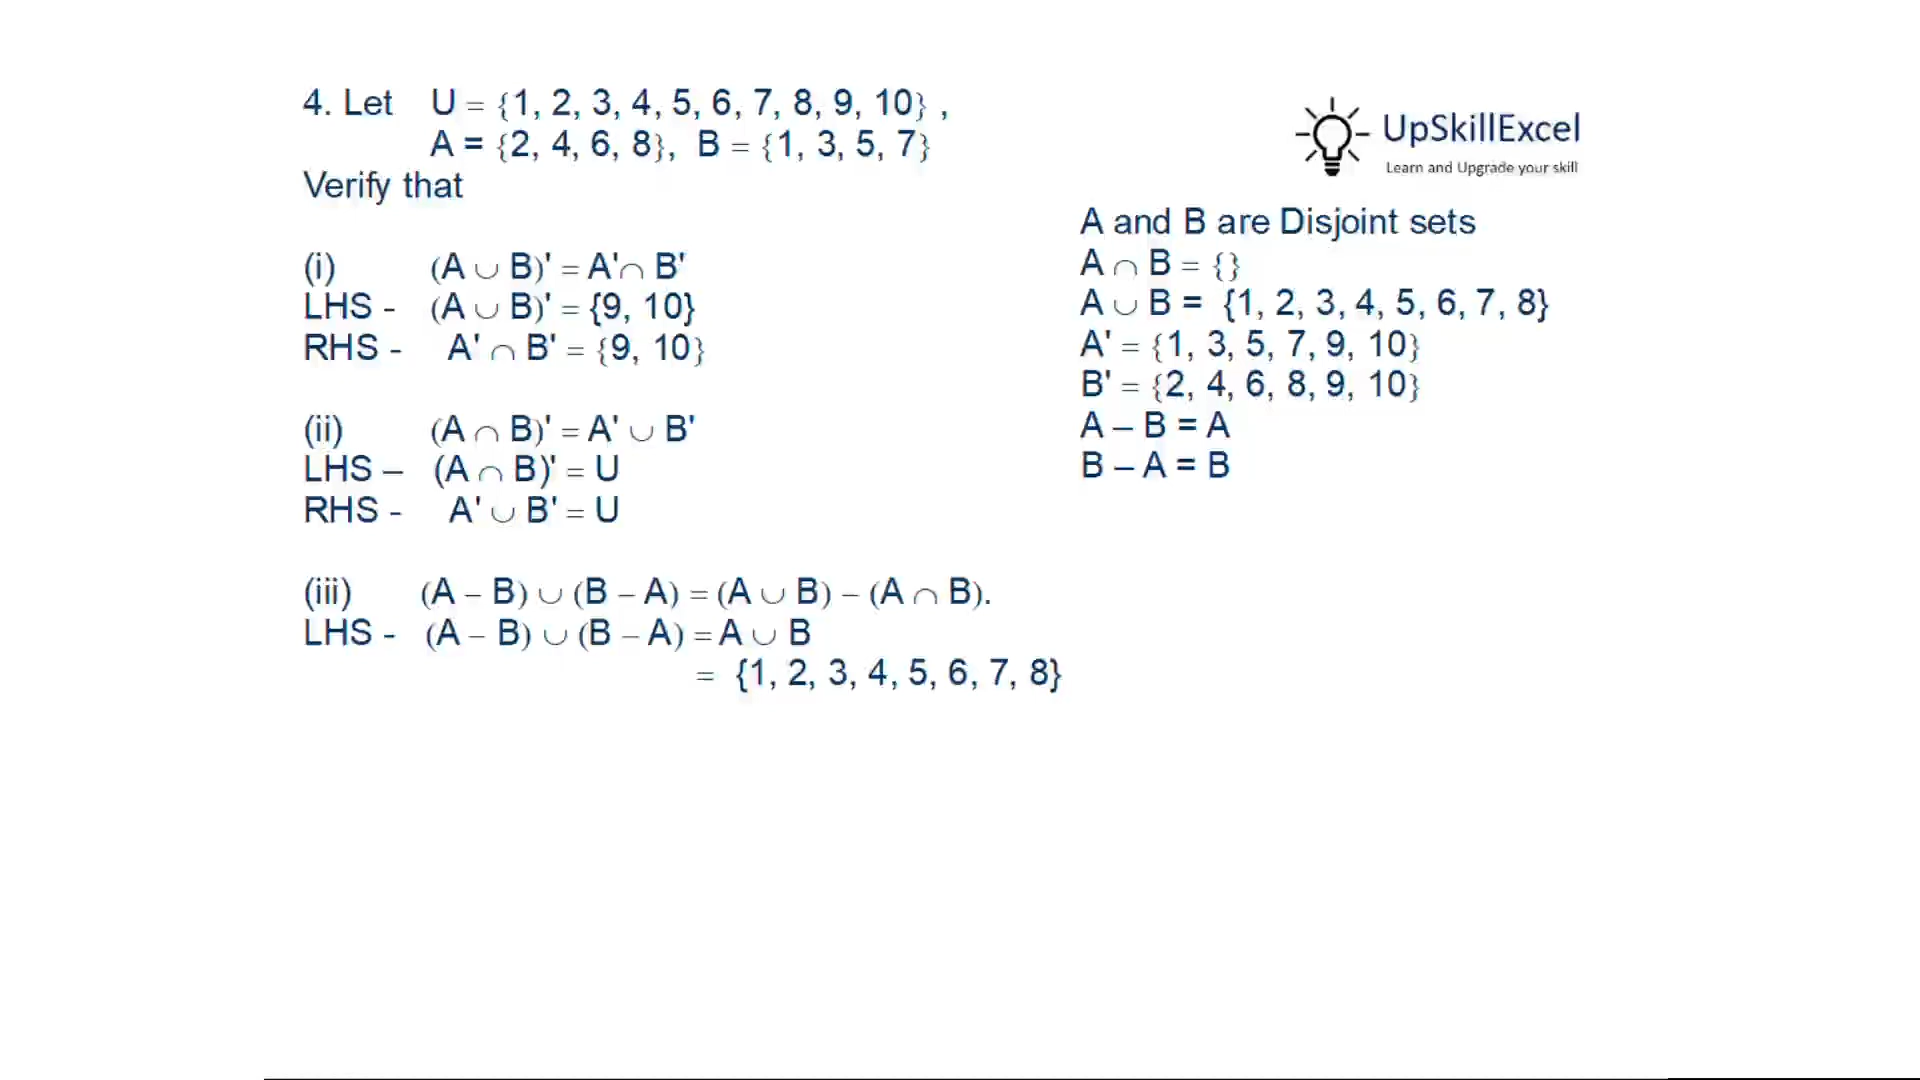 4. Let U = {1, 2, 3, 4, 5, 6, 7, 8, 9, 10} ,
A = {2, 4, 6, 8}, B = {1, 3, 5, 7}
Verify that
(i) (A ∪ B)' = A'∩ B'
LHS - (A ∪ B)' = {9, 10}
RHS - A' ∩ B' = {9, 10}
(ii) (A ∩ B)' = A' ∪ B'
LHS – (A ∩ B)' = U
RHS - A' ∪ B' = U
(iii) (A – B) ∪ (B – A) = (A ∪ B) – (A ∩ B).
LHS - (A – B) ∪ (B – A) = A ∪ B
= {1, 2, 3, 4, 5, 6, 7, 8}
UpSkillExcel
Learn and Upgrade your skill
A and B are Disjoint sets
A ∩ B = {}
A ∪ B = {1, 2, 3, 4, 5, 6, 7, 8}
A' = {1, 3, 5, 7, 9, 10}
B' = {2, 4, 6, 8, 9, 10}
A – B = A
B – A = B